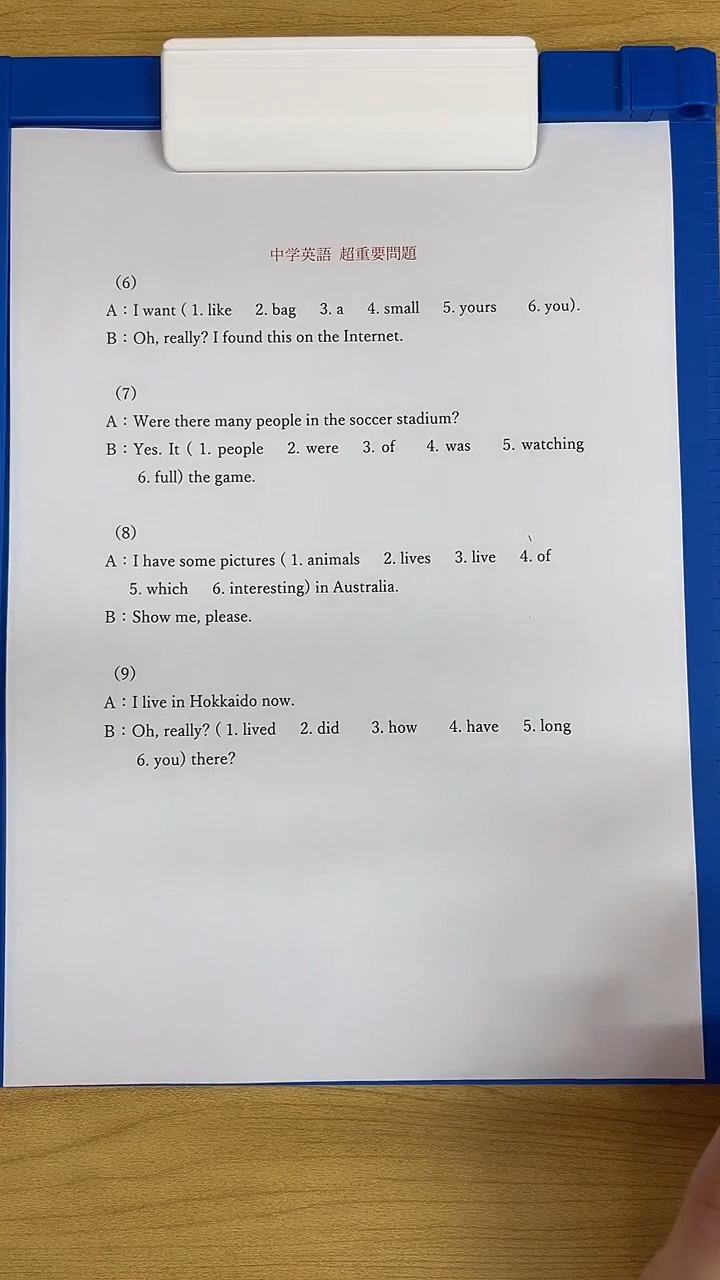 中学英語 超重要問題
(6)
A：I want ( 1. like 2. bag 3. a 4. small 5. yours 6. you).
B：Oh, really? I found this on the Internet.
(7)
A：Were there many people in the soccer stadium?
B：Yes. It ( 1. people 2. were 3. of 4. was 5. watching
6. full) the game.
(8)
A：I have some pictures ( 1. animals 2. lives 3. live 4. of
5. which 6. interesting) in Australia.
B：Show me, please.
(9)
A：I live in Hokkaido now.
B：Oh, really? ( 1. lived 2. did 3. how 4. have 5. long
6. you) there?